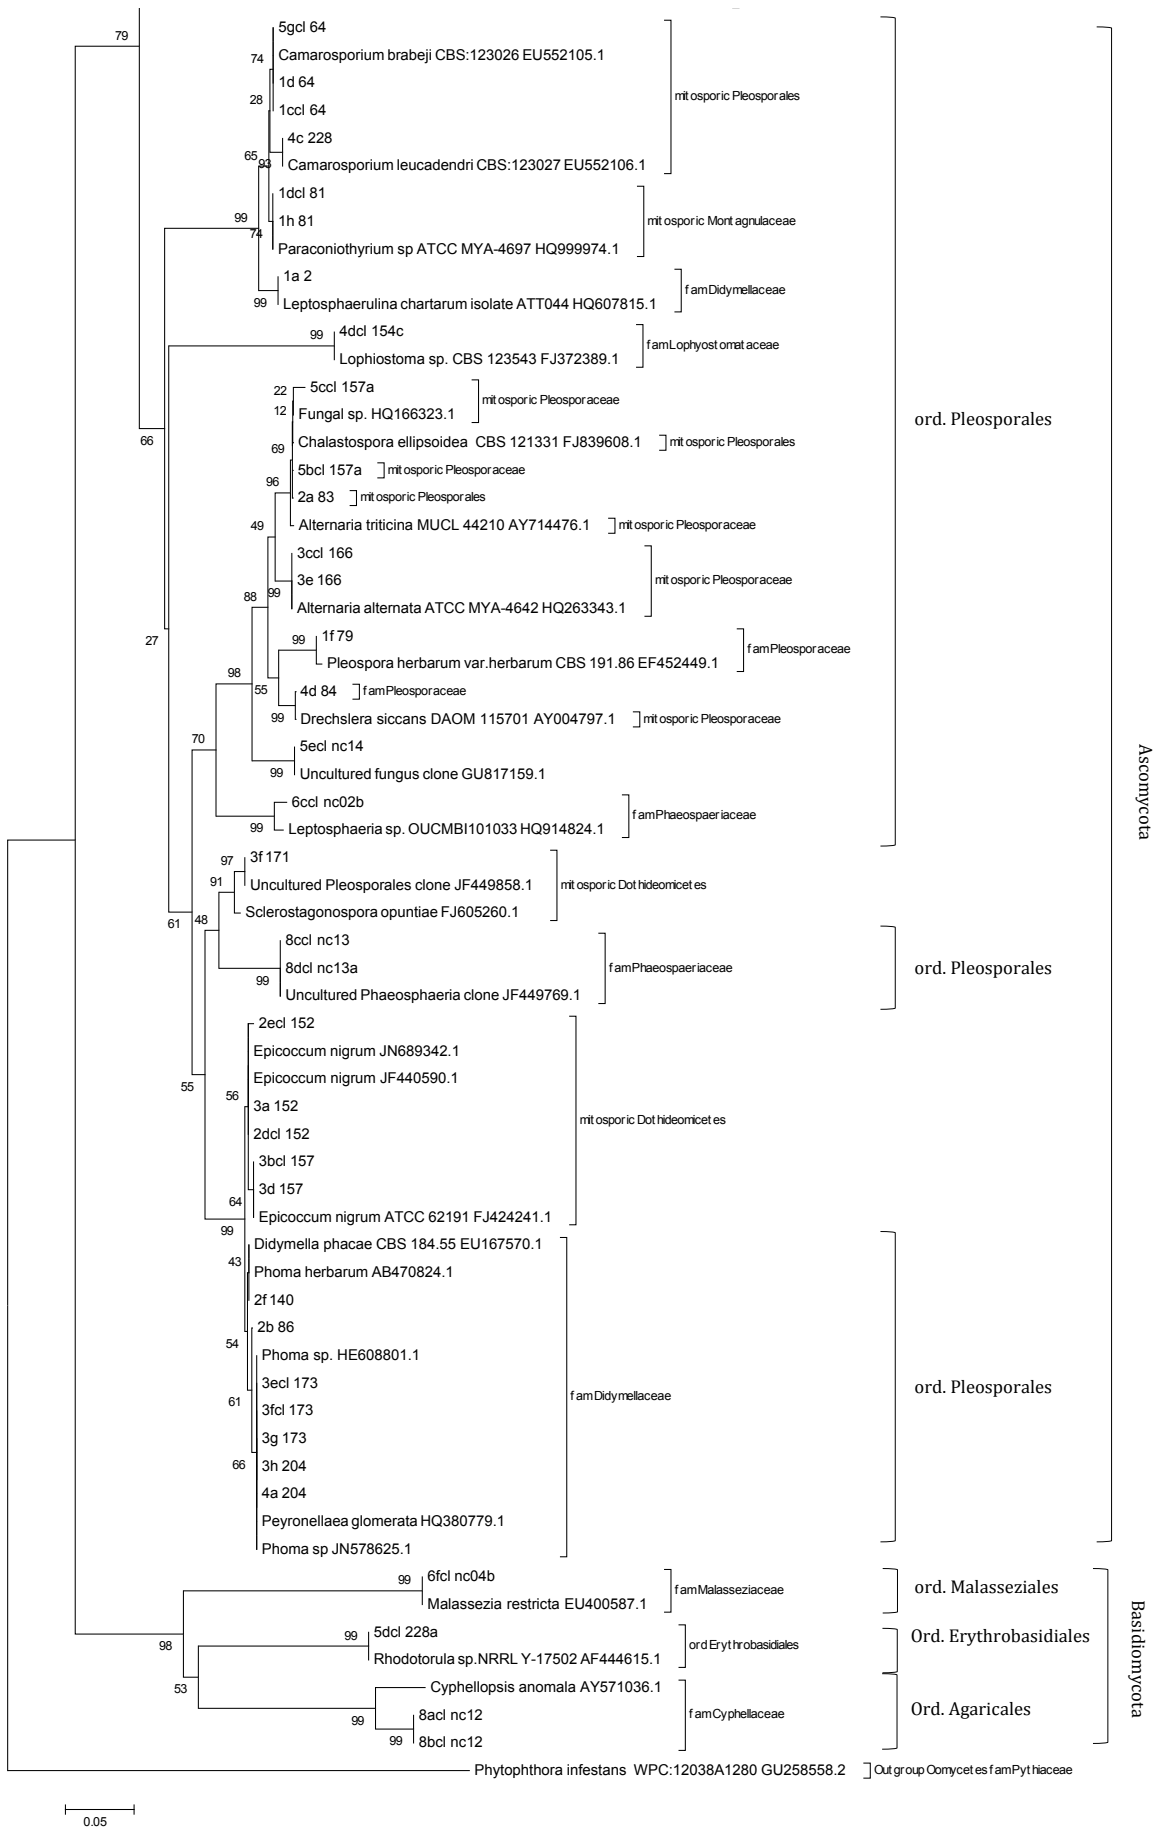 79
5gcl 64
74
Camarosporium brabeji CBS:123026 EU552105.1
1d 64
mitosporic Pleosporales
28
1ccl 64
4c 228
65
93
Camarosporium leucadendri CBS:123027 EU552106.1
1dcl 81
99
1h 81
mitosporic Montagnulaceae
74
Paraconiothyrium sp ATCC MYA-4697 HQ999974.1
1a 2
famDidymellaceae
99
Leptosphaerulina chartarum isolate ATT044 HQ607815.1
99
4dcl 154c
famLophyostomataceae
Lophiostoma sp. CBS 123543 FJ372389.1
22
5ccl 157a
mitosporic Pleosporaceae
12
Fungal sp. HQ166323.1
ord. Pleosporales
66
Chalastospora ellipsoidea CBS 121331 FJ839608.1
mitosporic Pleosporales
69
5bcl 157a
mitosporic Pleosporaceae
96
2a 83
mitosporic Pleosporales
49
Alternaria triticina MUCL 44210 AY714476.1
mitosporic Pleosporaceae
3ccl 166
3e 166
mitosporic Pleosporaceae
88
99
Alternaria alternata ATCC MYA-4642 HQ263343.1
27
99
1f 79
famPleosporaceae
Pleospora herbarum var.herbarum CBS 191.86 EF452449.1
98
55
4d 84
famPleosporaceae
99
Drechslera siccans DAOM 115701 AY004797.1
mitosporic Pleosporaceae
70
5ecl nc14
99
Uncultured fungus clone GU817159.1
6ccl nc02b
famPhaeospaeriaceae
99
Leptosphaeria sp. OUCMBI101033 HQ914824.1
Ascomycota
97
3f 171
91
Uncultured Pleosporales clone JF449858.1
mitosporic Dothideomicetes
61
48
Sclerostagonospora opuntiae FJ605260.1
8ccl nc13
8dcl nc13a
famPhaeospaeriaceae
ord. Pleosporales
99
Uncultured Phaeosphaeria clone JF449769.1
2ecl 152
Epicoccum nigrum JN689342.1
55
Epicoccum nigrum JF440590.1
56
3a 152
mitosporic Dothideomicetes
2dcl 152
3bcl 157
3d 157
64
Epicoccum nigrum ATCC 62191 FJ424241.1
99
Didymella phacae CBS 184.55 EU167570.1
43
Phoma herbarum AB470824.1
2f 140
2b 86
54
Phoma sp. HE608801.1
3ecl 173
famDidymellaceae
ord. Pleosporales
61
3fcl 173
3g 173
66
3h 204
4a 204
Peyronellaea glomerata HQ380779.1
Phoma sp JN578625.1
99
6fcl nc04b
famMalasseziaceae
ord. Malasseziales
Malassezia restricta EU400587.1
99
5dcl 228a
ordErythrobasidiales
Ord. Erythrobasidiales
98
Rhodotorula sp.NRRL Y-17502 AF444615.1
Basidiomycota
53
Cyphellopsis anomala AY571036.1
99
8acl nc12
famCyphellaceae
Ord. Agaricales
99
8bcl nc12
Phytophthora infestans WPC:12038A1280 GU258558.2
Outgroup Oomycetes famPythiaceae
0.05